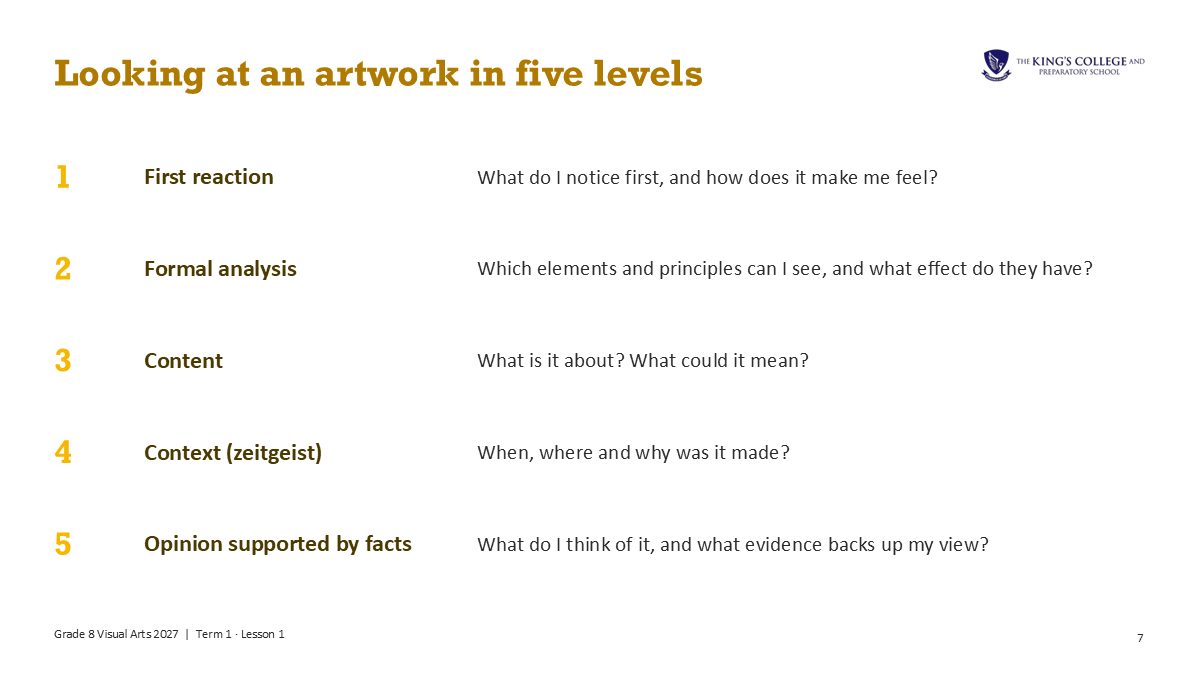 Looking at an artwork in five levels
THE KING'S COLLEGE AND
PREPARATORY SCHOOL
1 First reaction What do I notice first, and how does it make me feel?
2 Formal analysis Which elements and principles can I see, and what effect do they have?
3 Content What is it about? What could it mean?
4 Context (zeitgeist) When, where and why was it made?
5 Opinion supported by facts What do I think of it, and what evidence backs up my view?
Grade 8 Visual Arts 2027 | Term 1 · Lesson 1
7